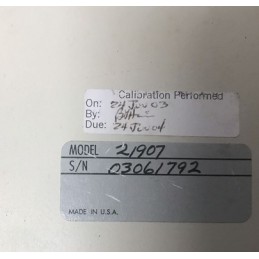 Calibration Performed
On: 24 Jun 03
By:
Due: 24 Jun 04
MODEL 21907
S/N 03061792
MADE IN U.S.A.